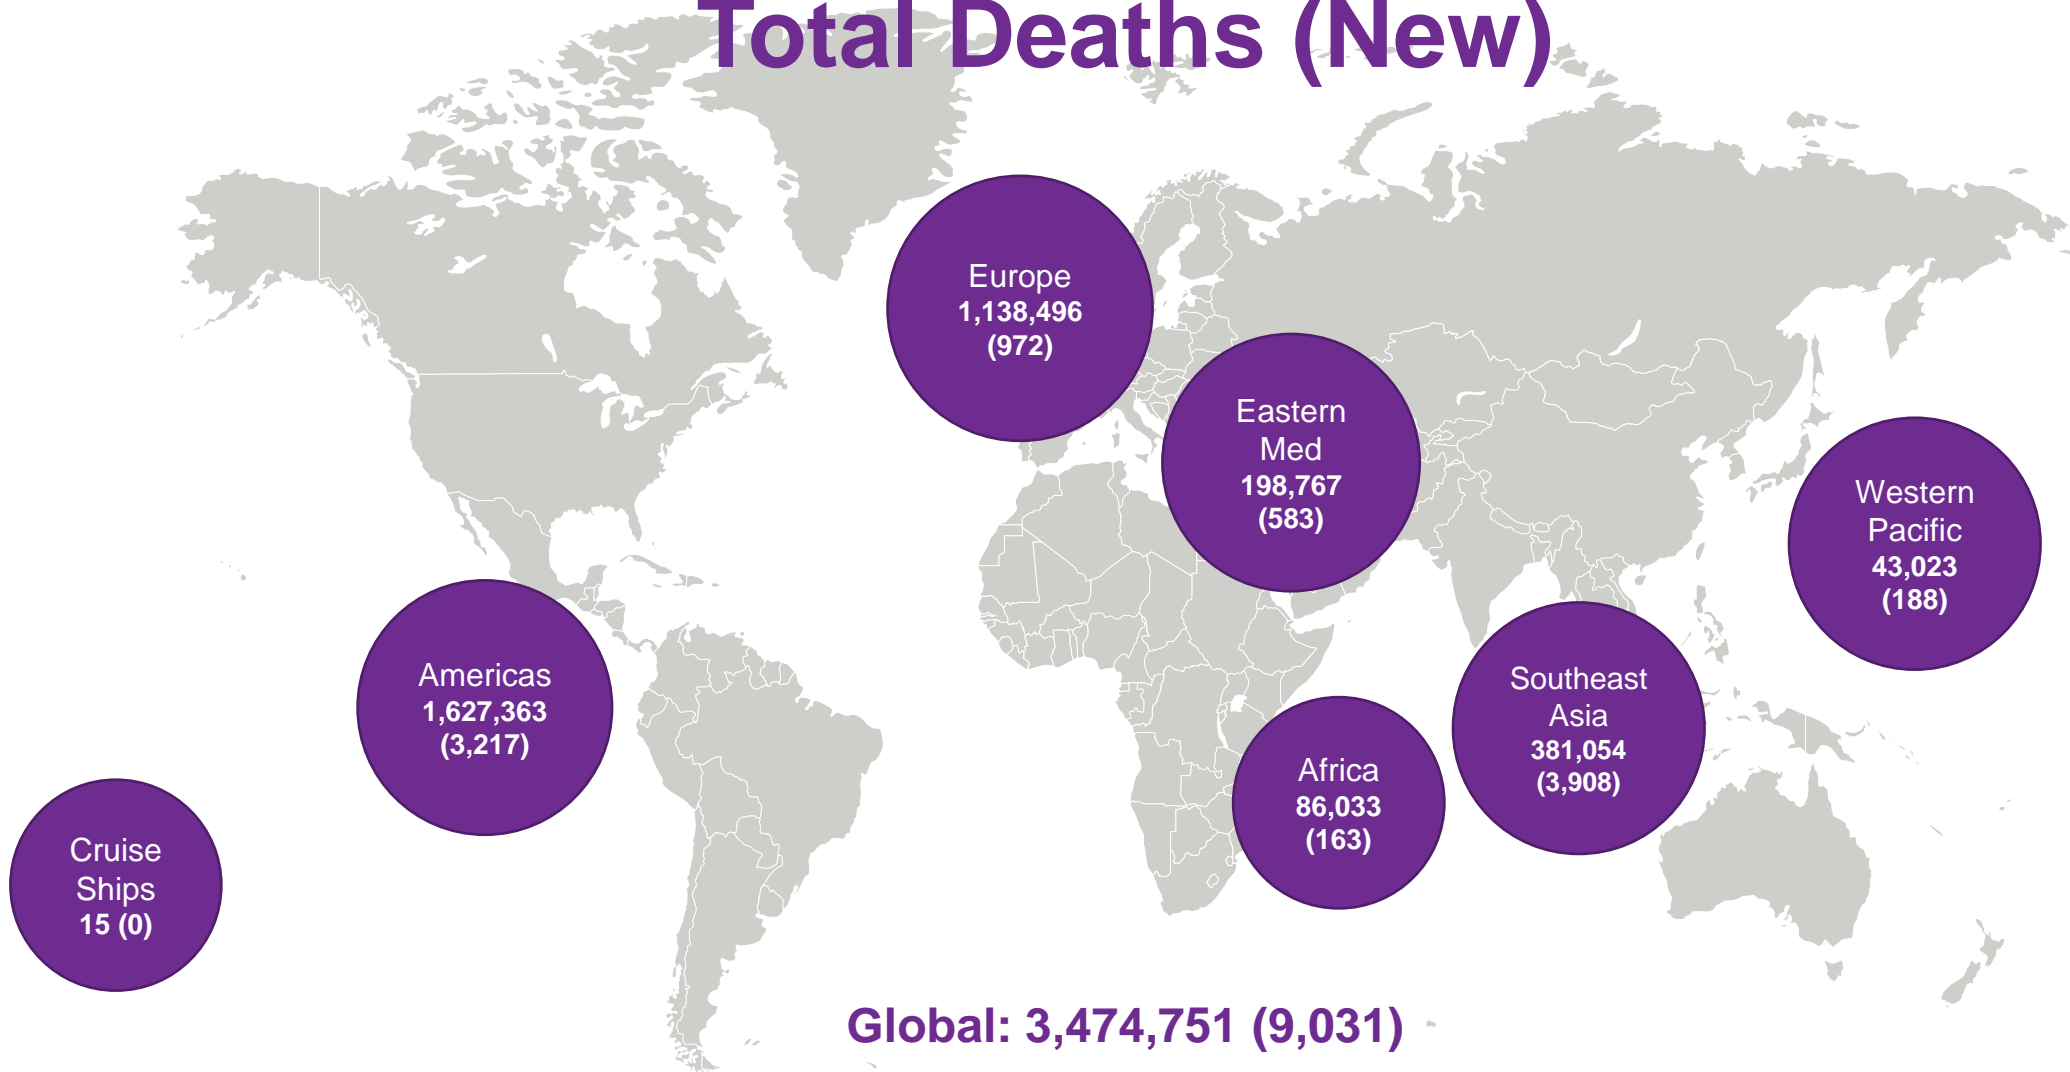 Total Deaths (New)
Europe
1,138,496
(972)
Eastern
Med
198,767
(583)
Western
Pacific
43,023
(188)
Americas
1,627,363
(3,217)
Southeast
Asia
381,054
(3,908)
Africa
86,033
(163)
Cruise
Ships
15 (0)
Global: 3,474,751 (9,031)